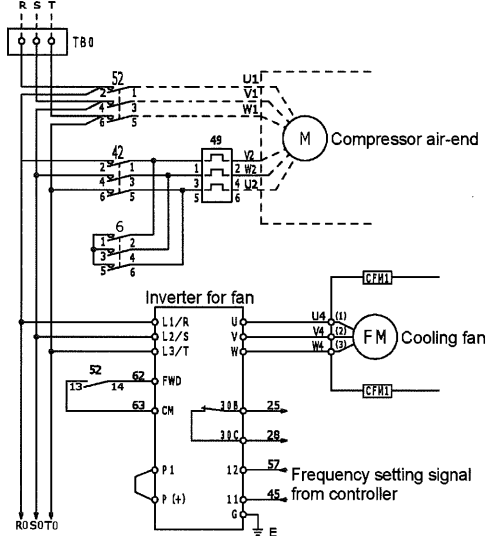 R S T
TB0
52
2 1
4 3
6 5
U1
V1
W1
M
Compressor air-end
42
2 1
4 3
6 5
49
1 2
3 4
5 6
V2
W2
U2
6
1 2
3 4
5 6
Inverter for fan
L1/R
L2/S
L3/T
U
V
W
U4 (1)
V4 (2)
W4 (3)
CFM1
FM
Cooling fan
CFM1
52
13 14
62
FWD
63
CM
30B
25
30C
28
P1
P (+)
12
57
11
45
Frequency setting signal
from controller
G
E
R0 S0 T0